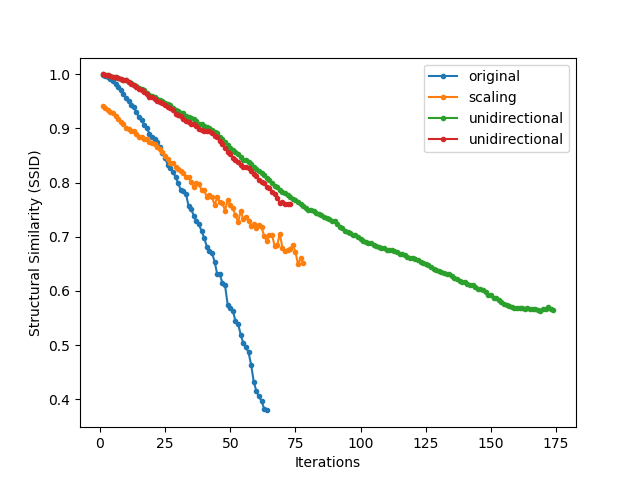 original
scaling
unidirectional
unidirectional
1.0
0.9
0.8
0.7
0.6
0.5
0.4
Structural Similarity (SSID)
0 25 50 75 100 125 150 175
Iterations